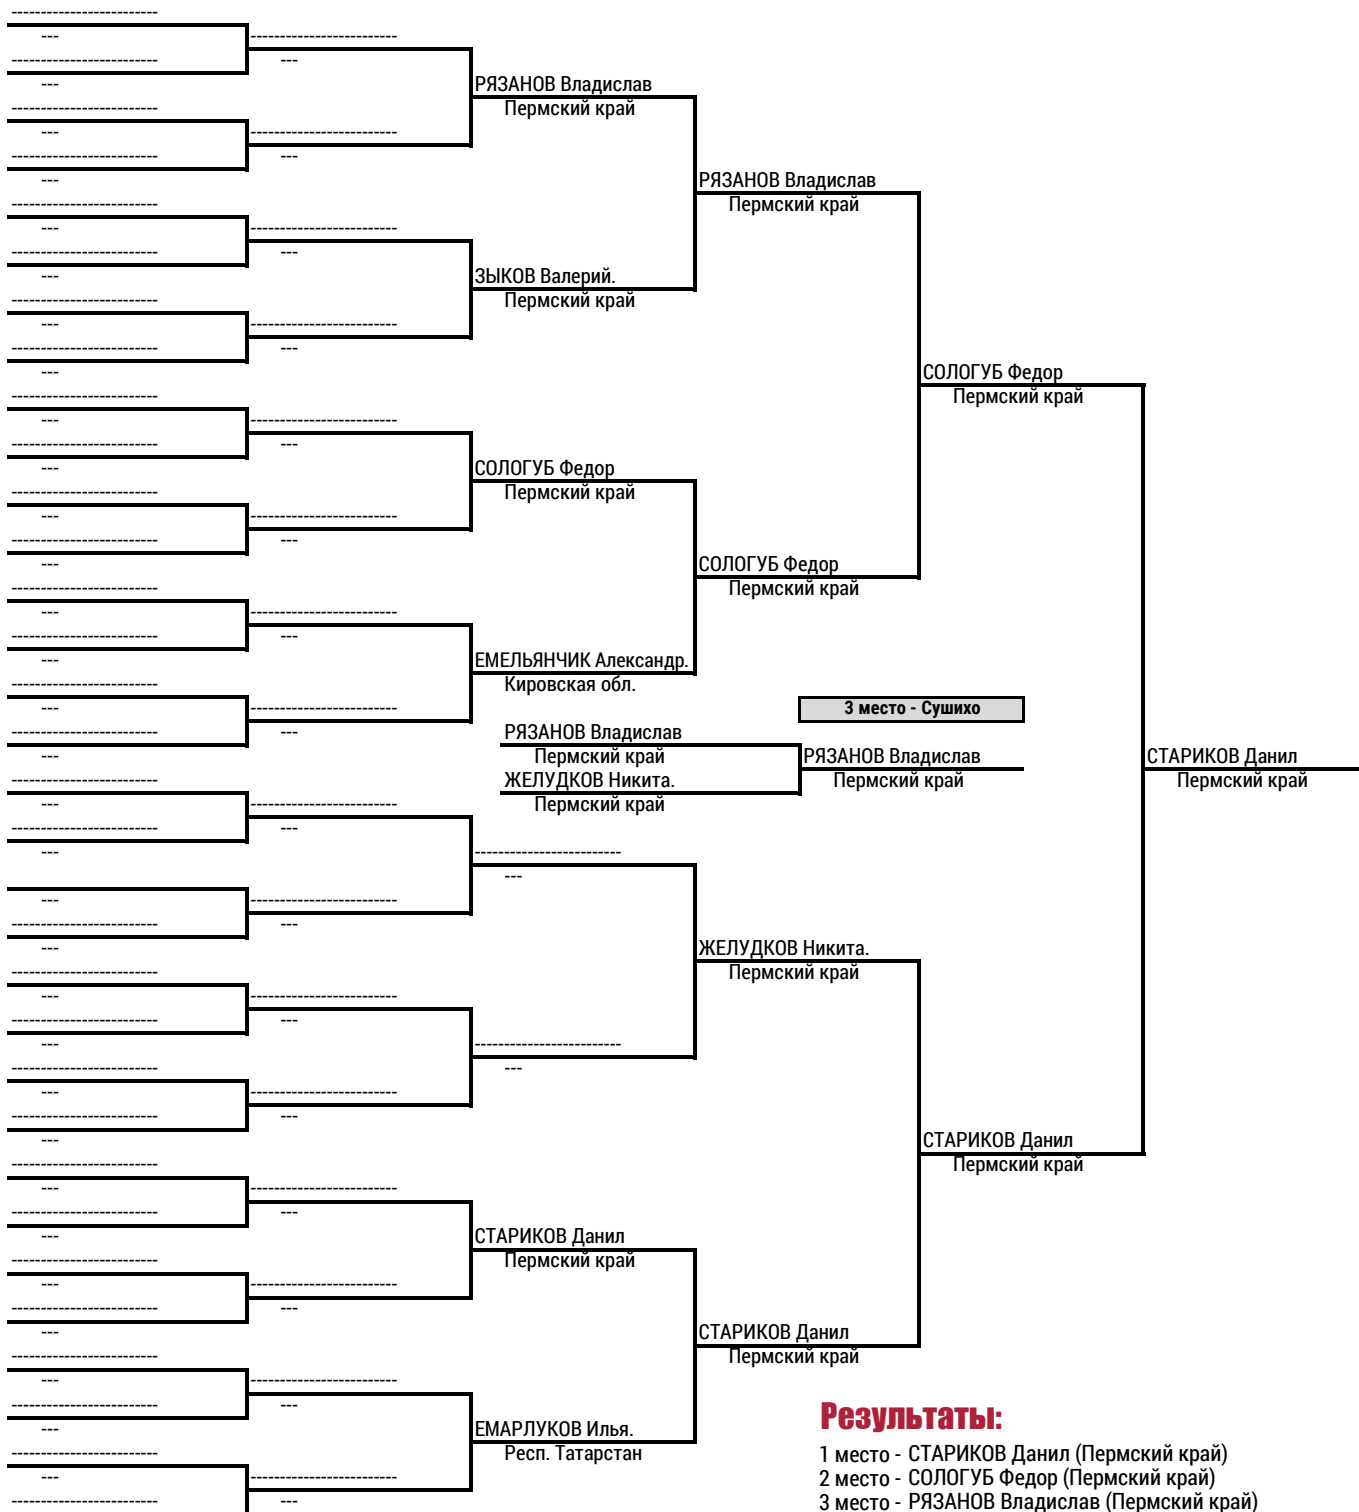 -------------------------
---
-------------------------
---
-------------------------
---
-------------------------
---
-------------------------
---
-------------------------
---
-------------------------
---
-------------------------
---
-------------------------
---
-------------------------
---
-------------------------
---
-------------------------
---
-------------------------
---
-------------------------
---
-------------------------
---
-------------------------
---
РЯЗАНОВ Владислав
Пермский край
РЯЗАНОВ Владислав
Пермский край
ЗЫКОВ Валерий.
Пермский край
СОЛОГУБ Федор
Пермский край
СОЛОГУБ Федор
Пермский край
СОЛОГУБ Федор
Пермский край
ЕМЕЛЬЯНЧИК Александр.
Кировская обл.
3 место - Сушихо
РЯЗАНОВ Владислав
Пермский край
РЯЗАНОВ Владислав
Пермский край
ЖЕЛУДКОВ Никита.
Пермский край
СТАРИКОВ Данил
Пермский край
-------------------------
---
ЖЕЛУДКОВ Никита.
Пермский край
-------------------------
---
СТАРИКОВ Данил
Пермский край
СТАРИКОВ Данил
Пермский край
СТАРИКОВ Данил
Пермский край
ЕМАРЛУКОВ Илья.
Респ. Татарстан
Результаты:
1 место - СТАРИКОВ Данил (Пермский край)
2 место - СОЛОГУБ Федор (Пермский край)
3 место - РЯЗАНОВ Владислав (Пермский край)